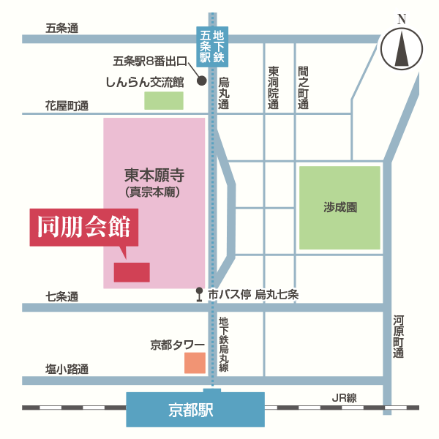 五条通
地下鉄
五条駅
N
五条駅8番出口
しんらん交流館
烏丸通
東洞院通
間之町通
花屋町通
東本願寺
(真宗本廟)
渉成園
同朋会館
七条通
市バス停 烏丸七条
地下鉄烏丸線
河原町通
京都タワー
塩小路通
JR線
京都駅